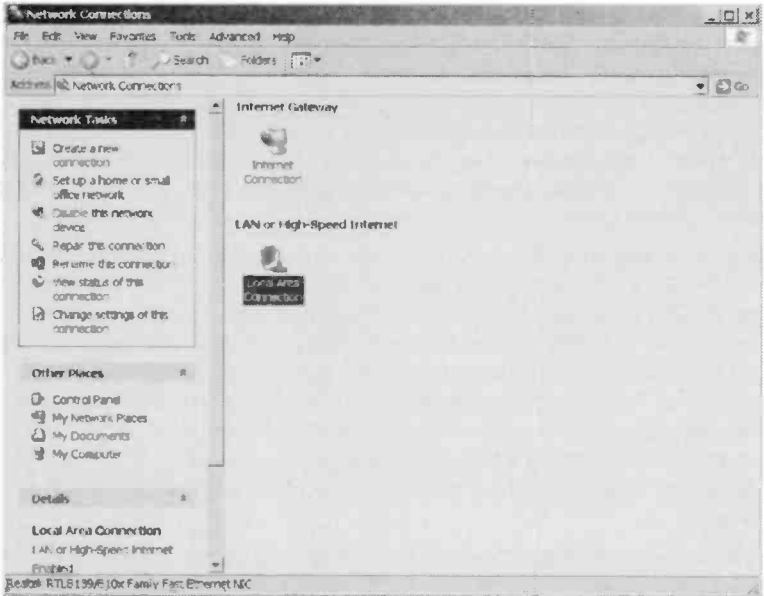 Network Connections
File Edit View Favorites Tools Advanced Help
Back Search Folders
Address Network Connections Go
Network Tasks
Create a new
connection
Set up a home or small
office network
Disable this network
device
Repair this connection
Rename this connection
View status of this
connection
Change settings of this
connection
Other Places
Control Panel
My Network Places
My Documents
My Computer
Details
Local Area Connection
LAN or High-Speed Internet
Enabled
Internet Gateway
Internet
Connection
LAN or High-Speed Internet
Local Area
Connection
Realtek RTL8139/810x Family Fast Ethernet NIC